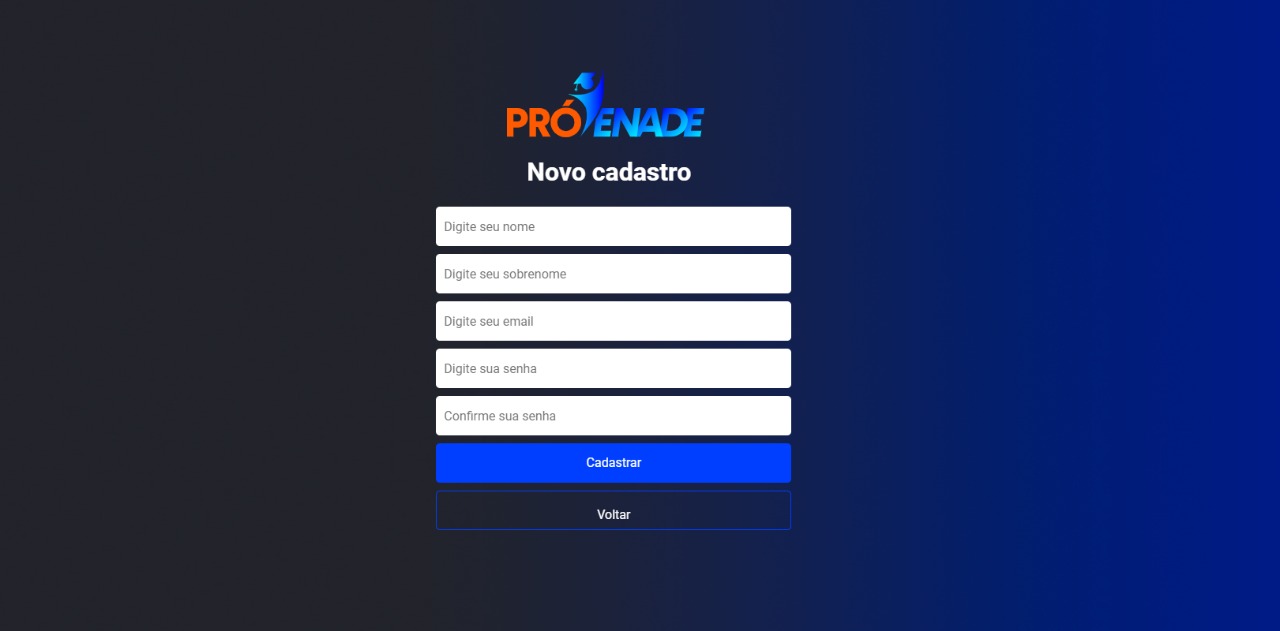 PRÓENADE
Novo cadastro
Digite seu nome
Digite seu sobrenome
Digite seu email
Digite sua senha
Confirme sua senha
Cadastrar
Voltar